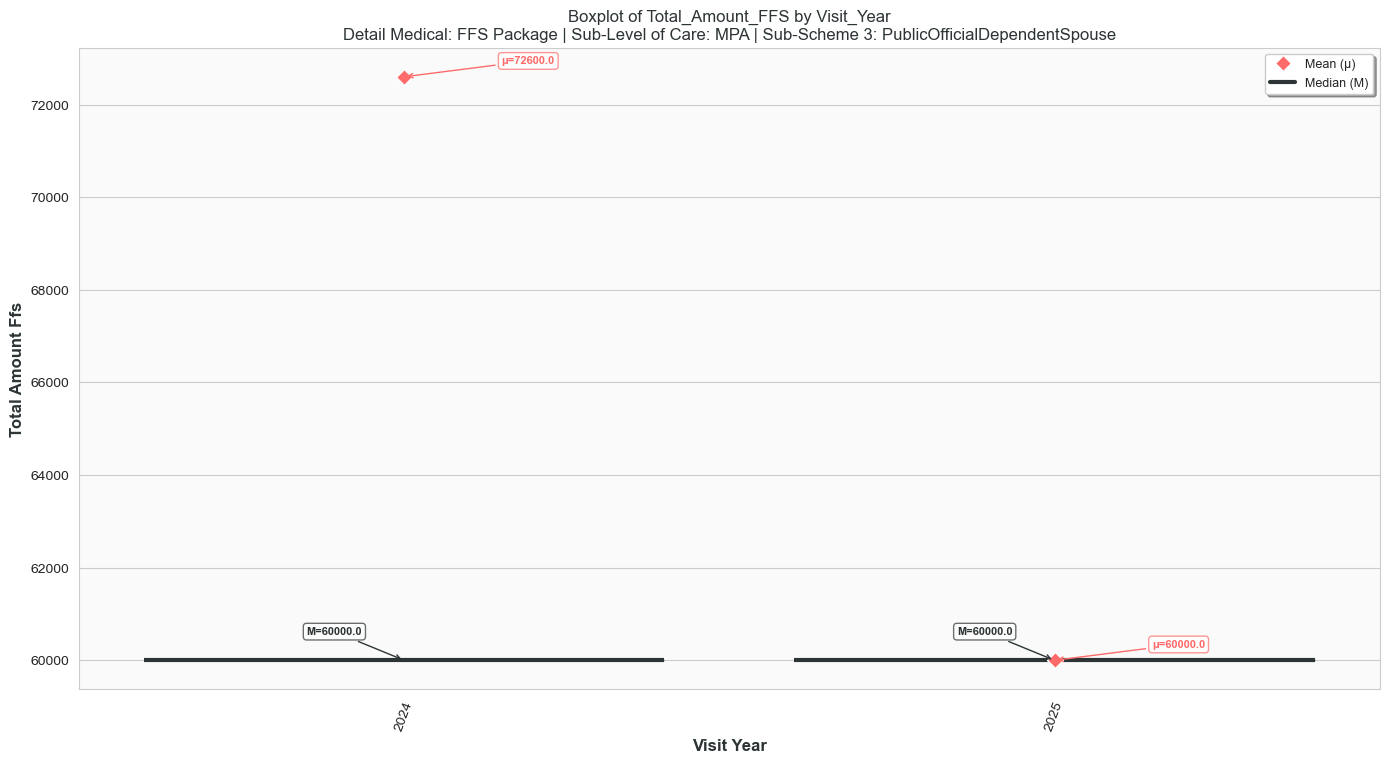 Boxplot of Total_Amount_FFS by Visit_Year
Detail Medical: FFS Package | Sub-Level of Care: MPA | Sub-Scheme 3: PublicOfficialDependentSpouse
μ=72600.0
Mean (μ)
Median (M)
72000
70000
68000
66000
64000
62000
60000
Total Amount Ffs
M=60000.0
M=60000.0
μ=60000.0
2024
2025
Visit Year